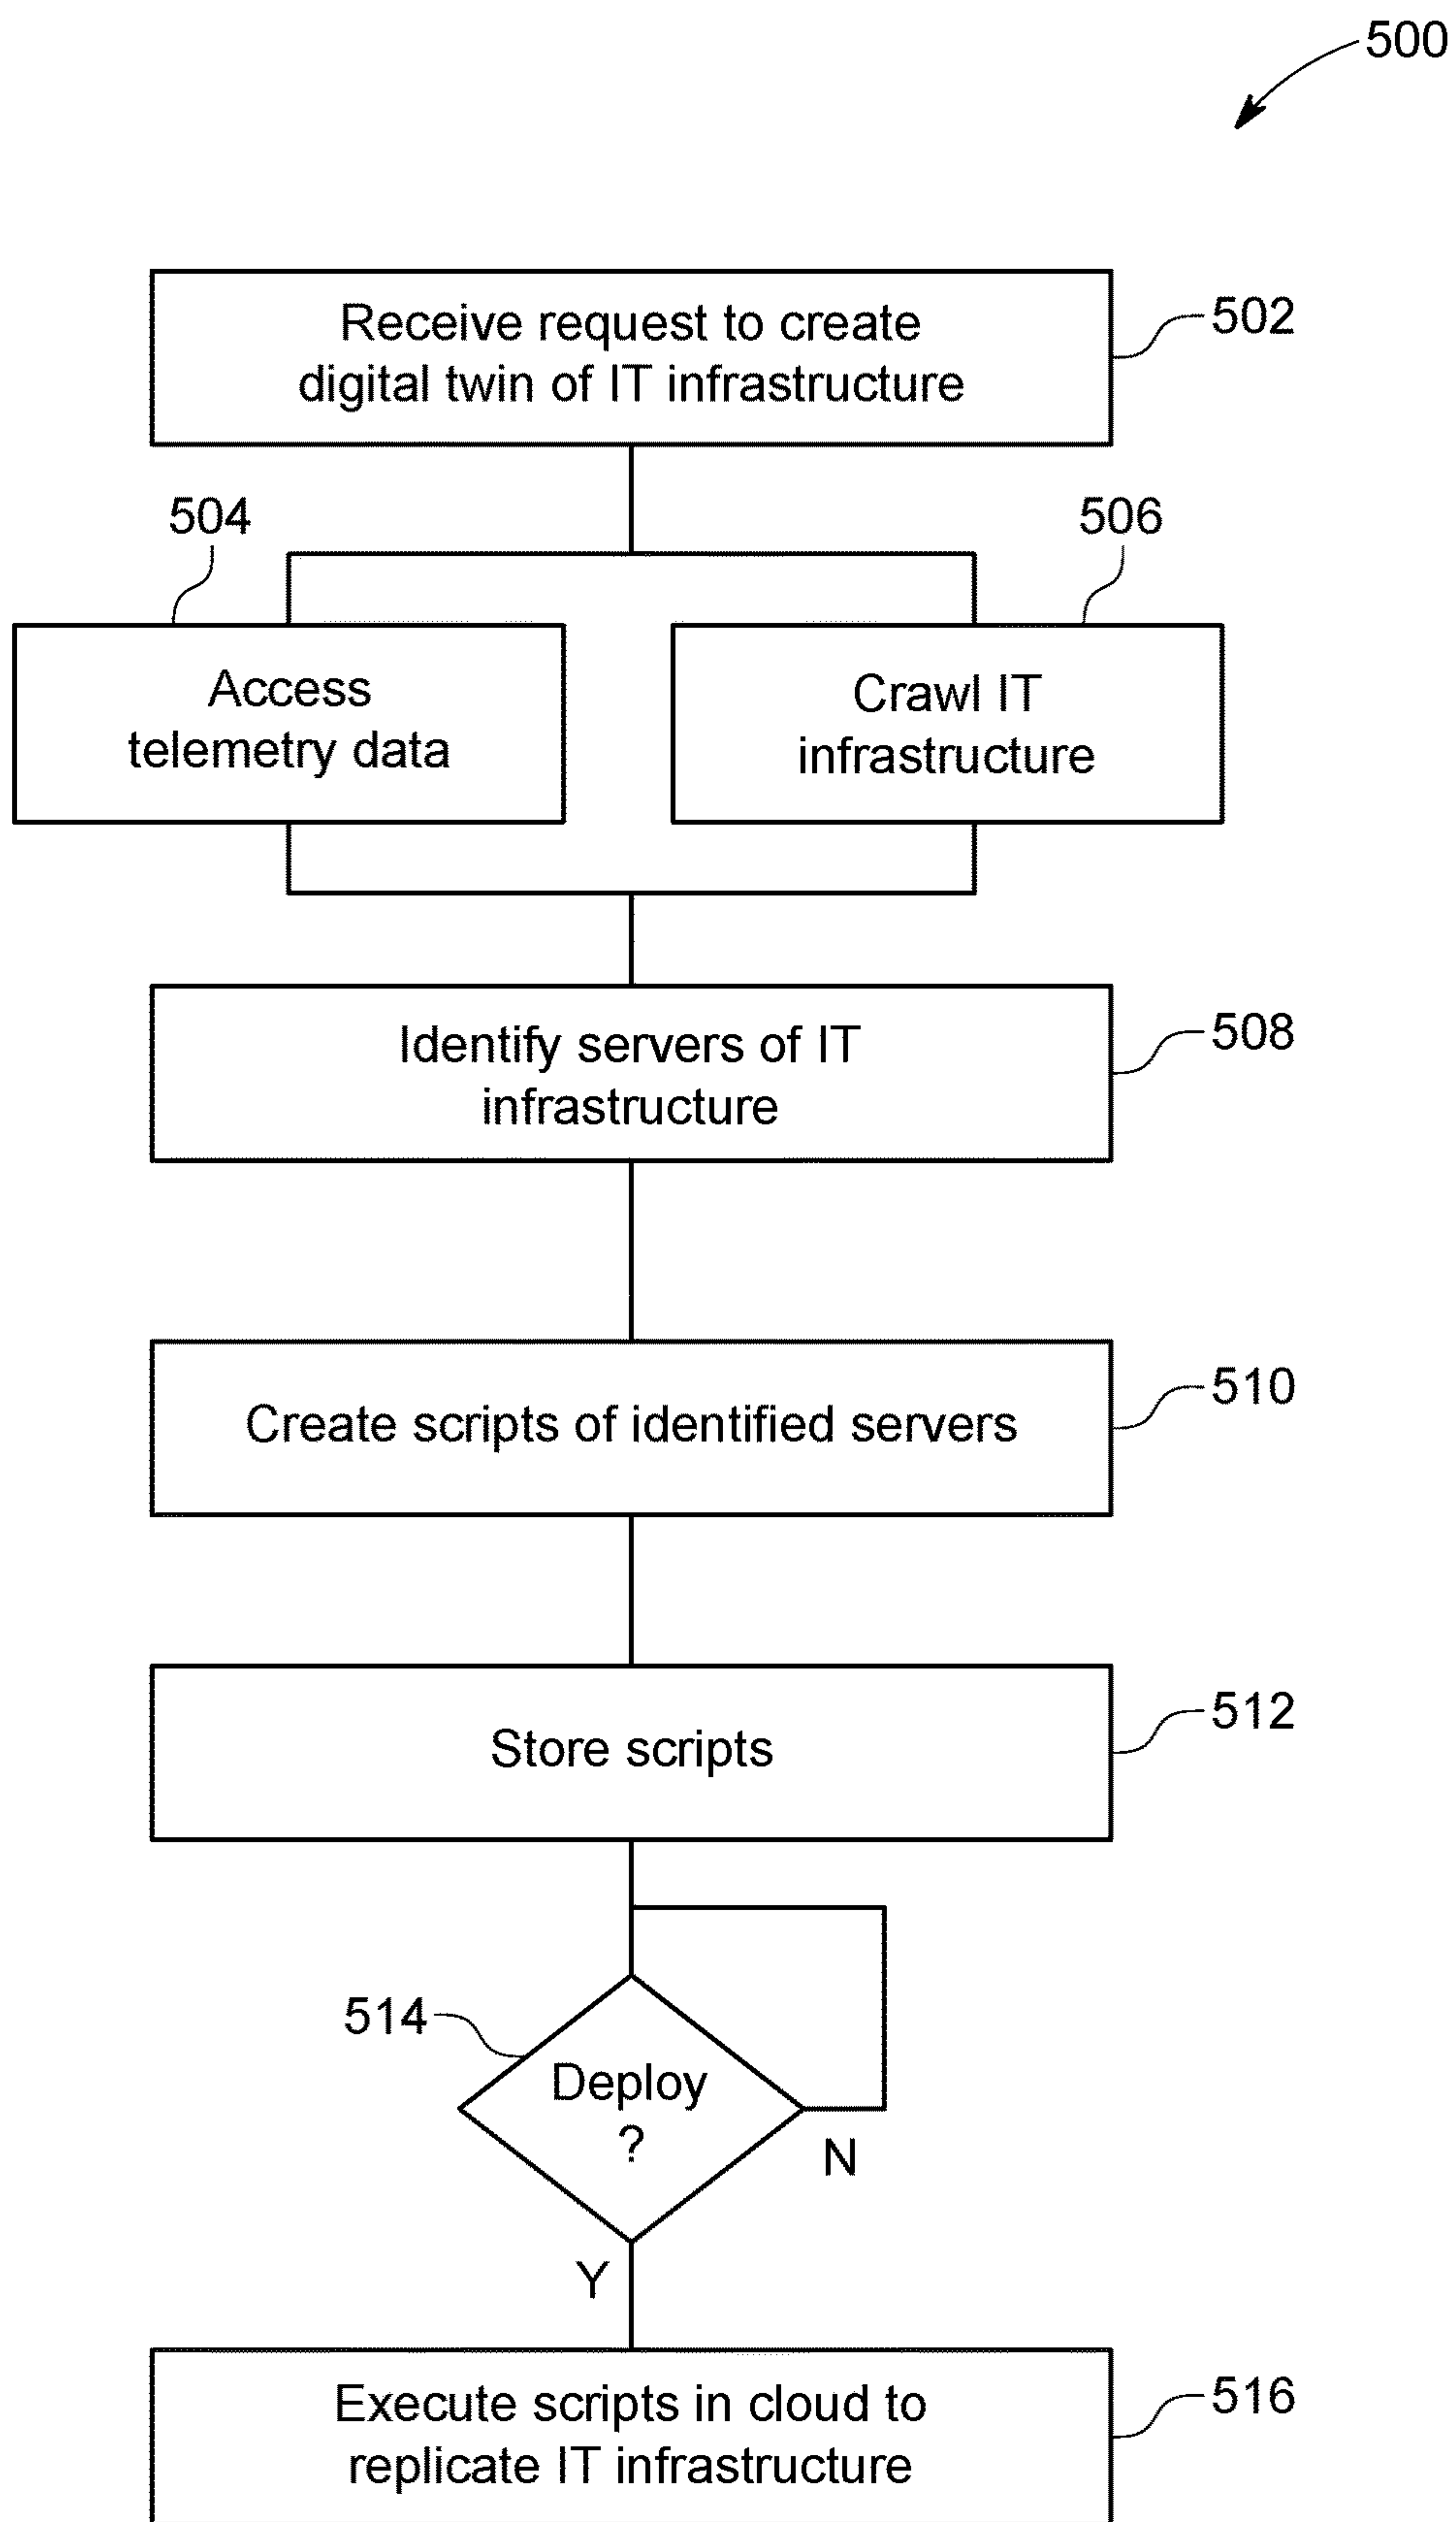 500
Receive request to create
digital twin of IT infrastructure
502
504
506
Access
telemetry data
Crawl IT
infrastructure
Identify servers of IT
infrastructure
508
Create scripts of identified servers
510
Store scripts
512
514
Deploy
?
N
Y
Execute scripts in cloud to
replicate IT infrastructure
516